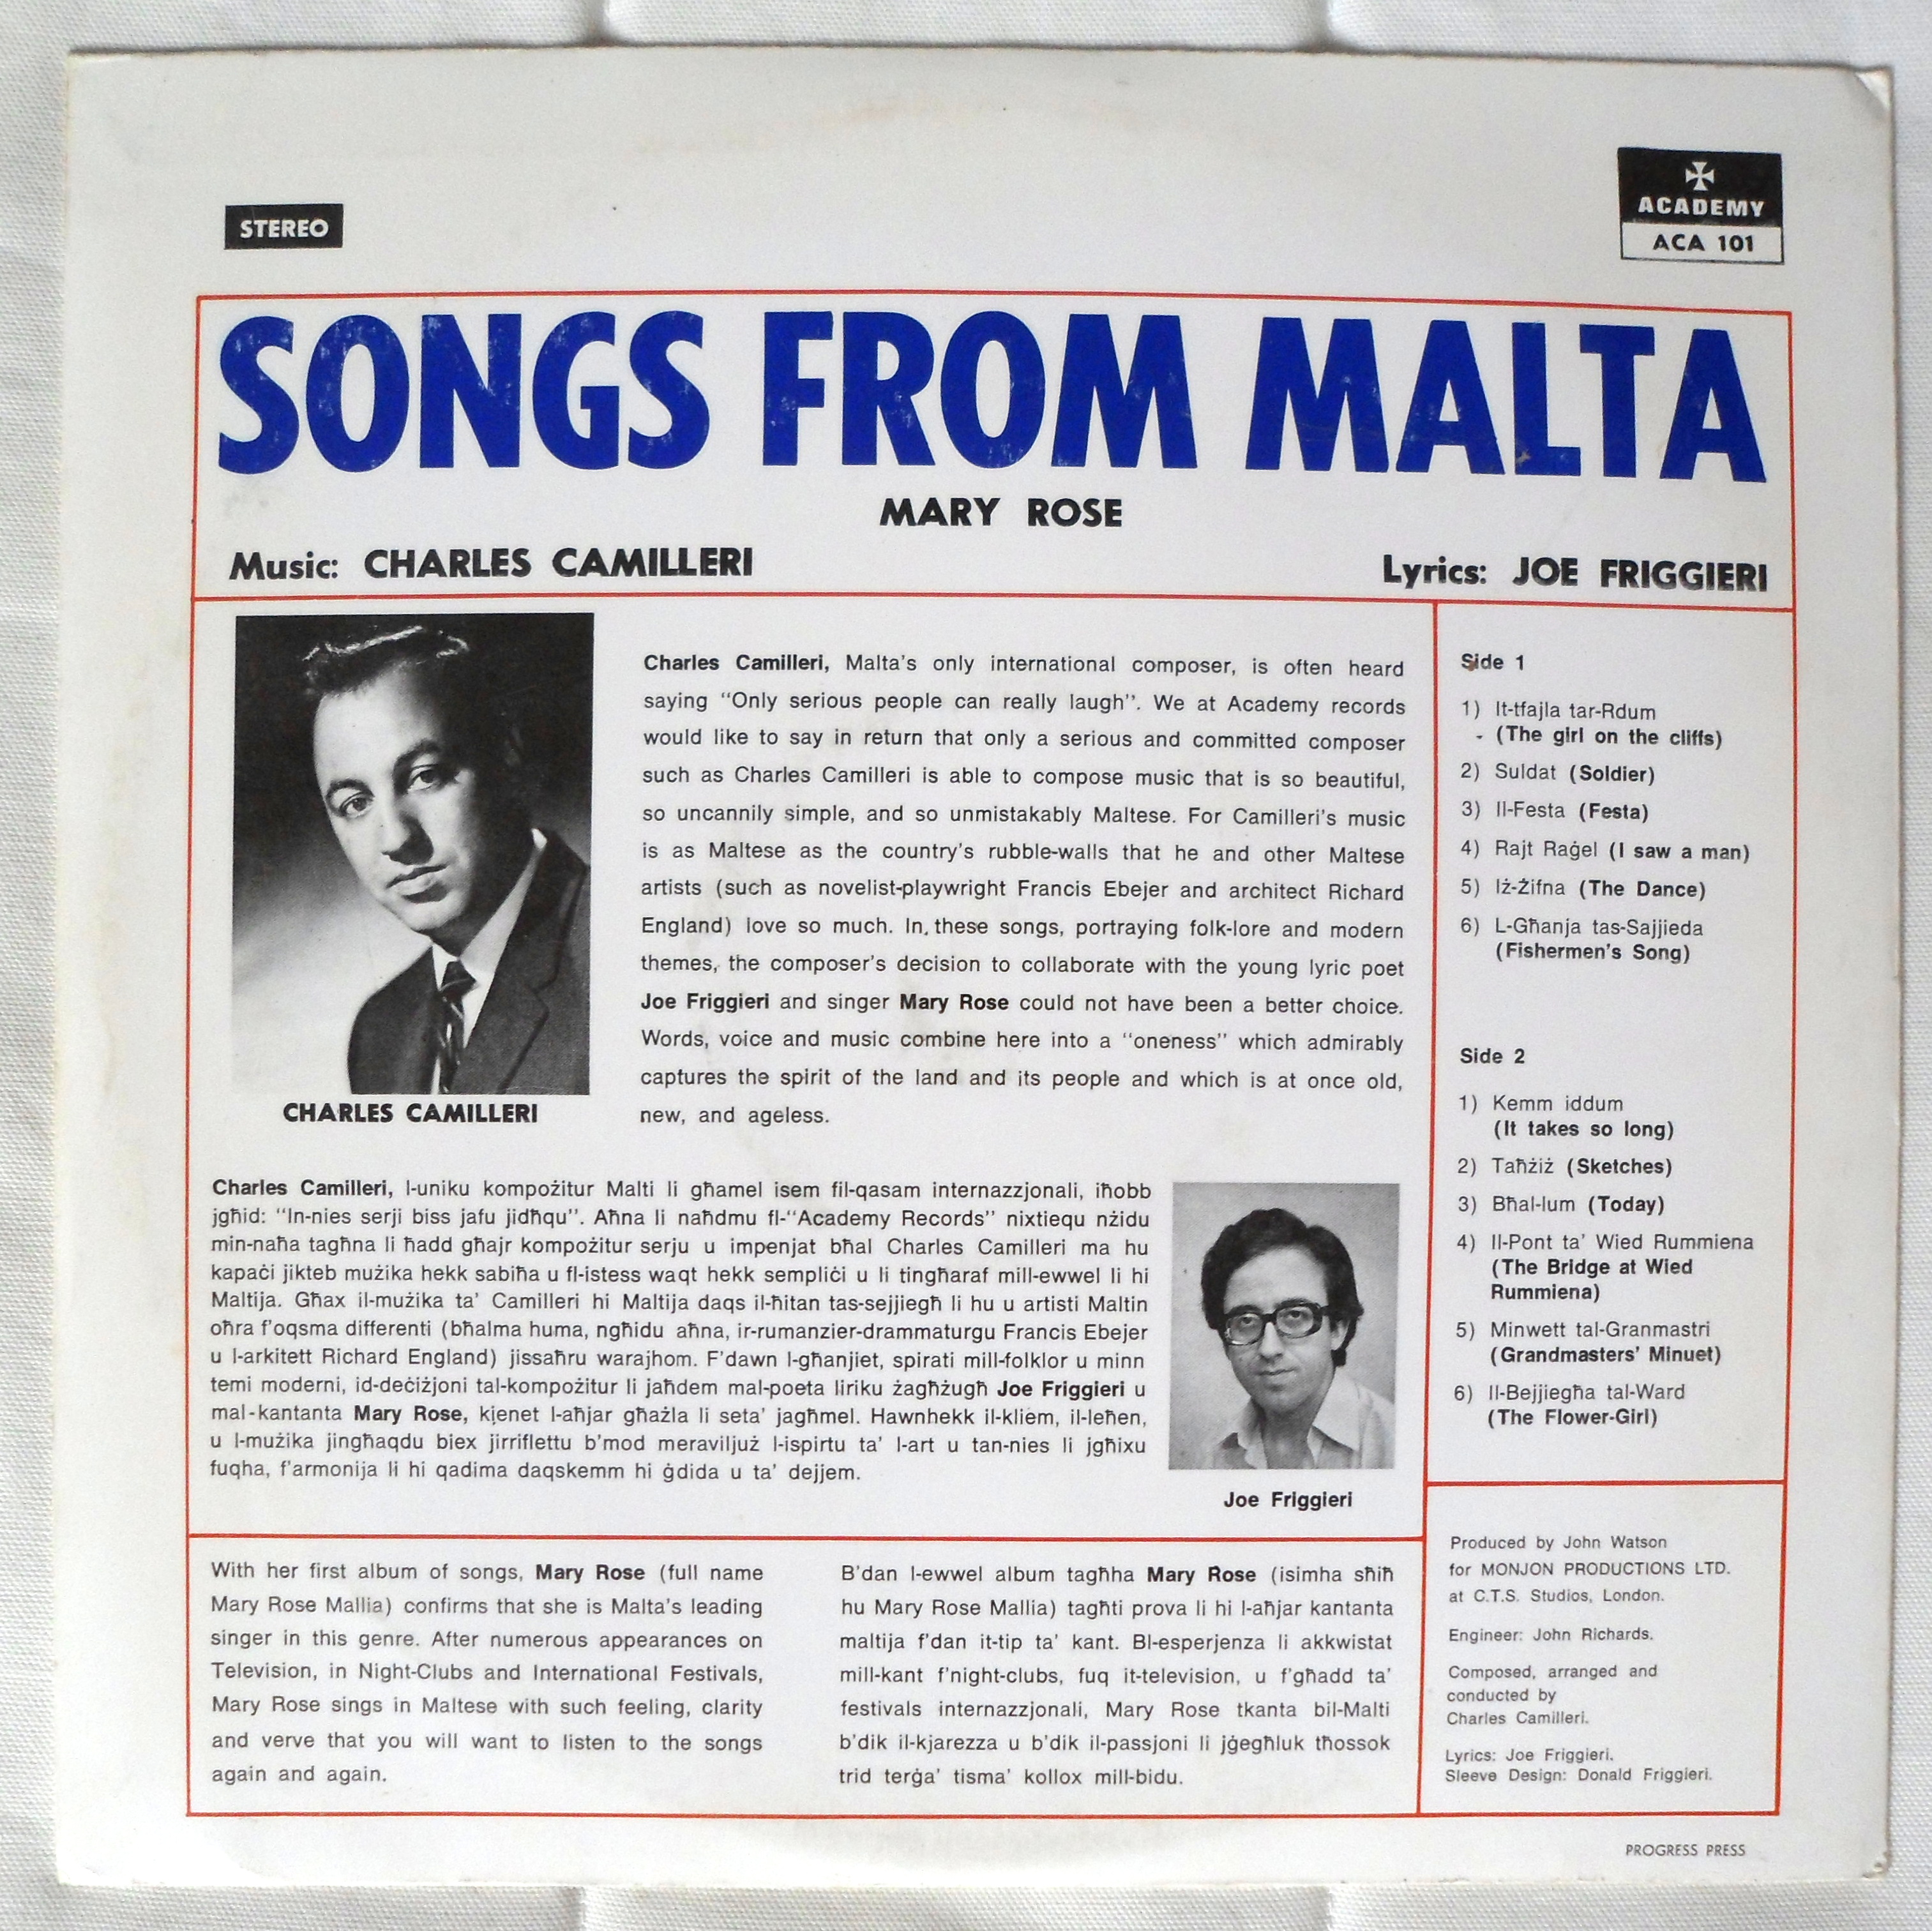 STEREO
ACADEMY
ACA 101
SONGS FROM MALTA
MARY ROSE
Music: CHARLES CAMILLERI
Lyrics: JOE FRIGGIERI
CHARLES CAMILLERI
Charles Camilleri, Malta's only international composer, is often heard
saying "Only serious people can really laugh". We at Academy records
would like to say in return that only a serious and committed composer
such as Charles Camilleri is able to compose music that is so beautiful,
so uncannily simple, and so unmistakably Maltese. For Camilleri's music
is as Maltese as the country's rubble-walls that he and other Maltese
artists (such as novelist-playwright Francis Ebejer and architect Richard
England) love so much. In these songs, portraying folk-lore and modern
themes, the composer's decision to collaborate with the young lyric poet
Joe Friggieri and singer Mary Rose could not have been a better choice.
Words, voice and music combine here into a "oneness" which admirably
captures the spirit of the land and its people and which is at once old,
new, and ageless.
Charles Camilleri, l-uniku kompożitur Malti li għamel isem fil-qasam internazzjonali, iħobb
jgħid: "In-nies serji biss jafu jidħqu". Aħna li naħdmu fl-"Academy Records" nixtiequ nżidu
min-naħa tagħna li ħadd għajr kompożitur serju u impenjat bħal Charles Camilleri ma hu
kapaċi jikteb mużika hekk sabiħa u fl-istess waqt hekk sempliċi u li tingħaraf mill-ewwel li hi
Maltija. Għax il-mużika ta' Camilleri hi Maltija daqs il-ħitan tas-sejjiegħ li hu u artisti Maltin
oħra f'oqsma differenti (bħalma huma, ngħidu aħna, ir-rumanzier-drammaturgu Francis Ebejer
u l-arkitett Richard England) jissaħru warajhom. F'dawn l-għanjiet, spirati mill-folklor u minn
temi moderni, id-deċiżjoni tal-kompożitur li jaħdem mal-poeta liriku żagħżugħ Joe Friggieri u
mal-kantanta Mary Rose, kienet l-aħjar għażla li seta' jagħmel. Hawnhekk il-kliem, il-leħen,
u l-mużika jingħaqdu biex jirriflettu b'mod meraviljuż l-ispirtu ta' l-art u tan-nies li jgħixu
fuqha, f'armonija li hi qadima daqskemm hi ġdida u ta' dejjem.
Joe Friggieri
With her first album of songs, Mary Rose (full name
Mary Rose Mallia) confirms that she is Malta's leading
singer in this genre. After numerous appearances on
Television, in Night-Clubs and International Festivals,
Mary Rose sings in Maltese with such feeling, clarity
and verve that you will want to listen to the songs
again and again.
B'dan l-ewwel album tagħha Mary Rose (isimha sħiħ
hu Mary Rose Mallia) tagħti prova li hi l-aħjar kantanta
maltija f'dan it-tip ta' kant. Bl-esperjenza li akkwistat
mill-kant f'night-clubs, fuq it-television, u f'għadd ta'
festivals internazzjonali, Mary Rose tkanta bil-Malti
b'dik il-kjarezza u b'dik il-passjoni li jġegħluk tħossok
trid terġa' tisma' kollox mill-bidu.
Side 1
1) It-tfajla tar-Rdum
(The girl on the cliffs)
2) Suldat (Soldier)
3) Il-Festa (Festa)
4) Rajt Raġel (I saw a man)
5) Iż-Żifna (The Dance)
6) L-Għanja tas-Sajjieda
(Fishermen's Song)
Side 2
1) Kemm iddum
(It takes so long)
2) Taħżiż (Sketches)
3) Bħal-lum (Today)
4) Il-Pont ta' Wied Rummiena
(The Bridge at Wied
Rummiena)
5) Minwett tal-Granmastri
(Grandmasters' Minuet)
6) Il-Bejjiegħa tal-Ward
(The Flower-Girl)
Produced by John Watson
for MONJON PRODUCTIONS LTD.
at C.T.S. Studios, London.
Engineer: John Richards.
Composed, arranged and
conducted by
Charles Camilleri.
Lyrics: Joe Friggieri.
Sleeve Design: Donald Friggieri.
PROGRESS PRESS